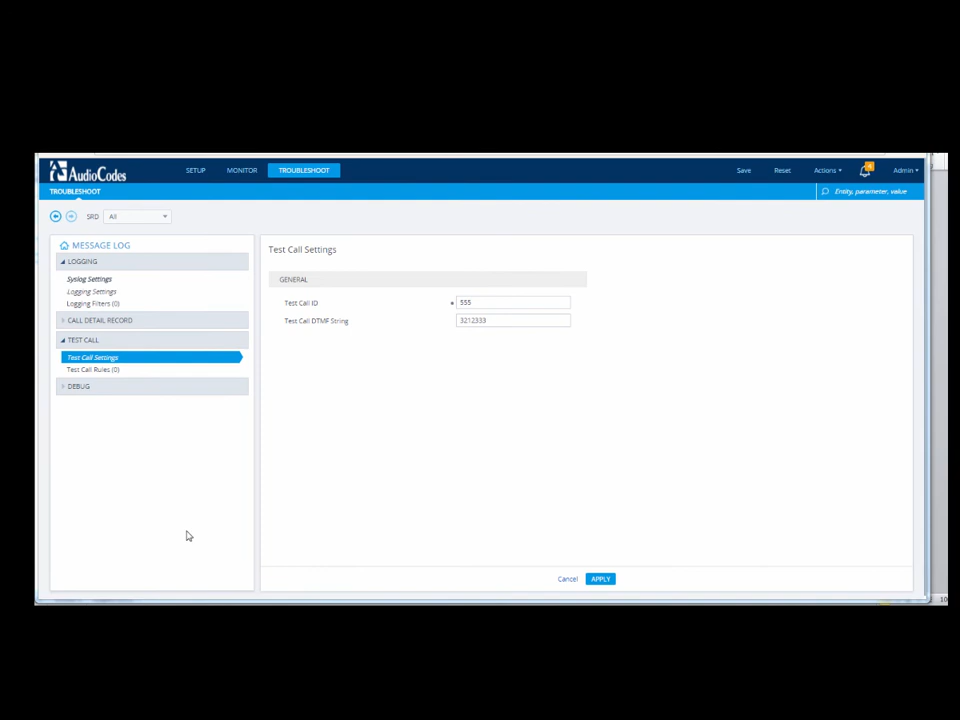 AudioCodes
SETUP MONITOR TROUBLESHOOT Save Reset Actions Admin
TROUBLESHOOT Entity, parameter, value
SRD All
MESSAGE LOG
LOGGING
Syslog Settings
Logging Settings
Logging Filters (0)
CALL DETAIL RECORD
TEST CALL
Test Call Settings
Test Call Rules (0)
DEBUG
Test Call Settings
GENERAL
Test Call ID 555
Test Call DTMF String 3212333
Cancel APPLY